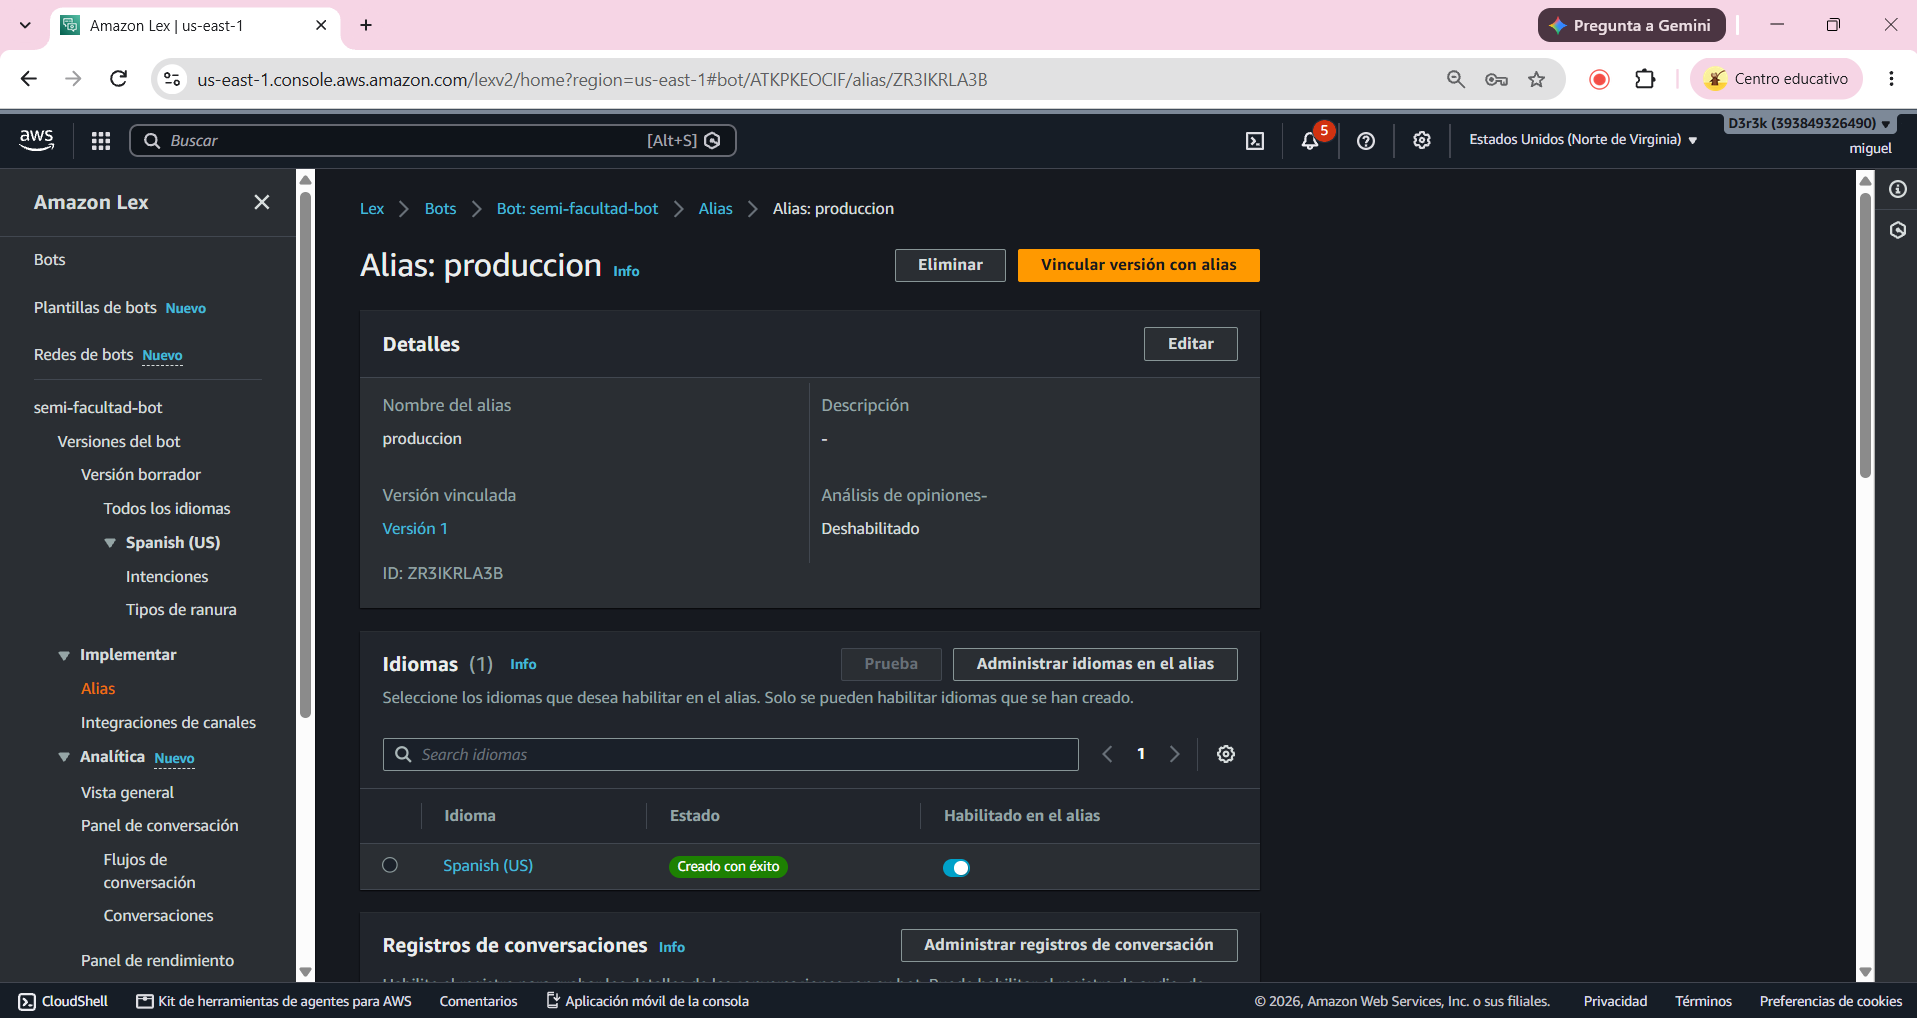 Amazon Lex | us-east-1
Pregunta a Gemini
us-east-1.console.aws.amazon.com/lexv2/home?region=us-east-1#bot/ATKPKEOCIF/alias/ZR3IKRLA3B
Centro educativo
aws
Buscar
[Alt+S]
5
Estados Unidos (Norte de Virginia)
D3r3k (393849326490)
miguel
Amazon Lex
Bots
Plantillas de bots Nuevo
Redes de bots Nuevo
semi-facultad-bot
Versiones del bot
Versión borrador
Todos los idiomas
Spanish (US)
Intenciones
Tipos de ranura
Implementar
Alias
Integraciones de canales
Analítica Nuevo
Vista general
Panel de conversación
Flujos de
conversación
Conversaciones
Panel de rendimiento
Lex > Bots > Bot: semi-facultad-bot > Alias > Alias: produccion
Alias: produccion Info
Eliminar
Vincular versión con alias
Detalles
Editar
Nombre del alias
produccion
Descripción
-
Versión vinculada
Versión 1
Análisis de opiniones-
Deshabilitado
ID: ZR3IKRLA3B
Idiomas (1) Info
Prueba
Administrar idiomas en el alias
Seleccione los idiomas que desea habilitar en el alias. Solo se pueden habilitar idiomas que se han creado.
Search idiomas
1
Idioma
Estado
Habilitado en el alias
Spanish (US)
Creado con éxito
Registros de conversaciones Info
Administrar registros de conversación
CloudShell
Kit de herramientas de agentes para AWS
Comentarios
Aplicación móvil de la consola
© 2026, Amazon Web Services, Inc. o sus filiales.
Privacidad
Términos
Preferencias de cookies